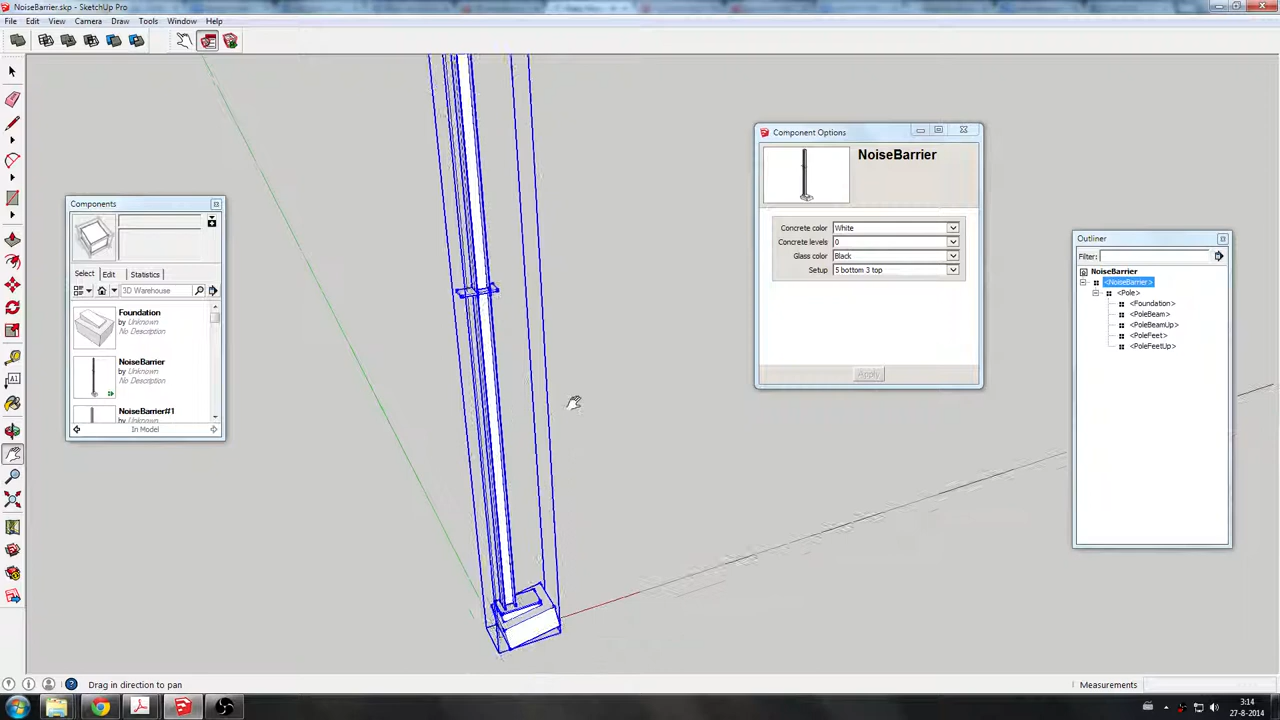 NoiseBarrier.skp - SketchUp Pro
File Edit View Camera Draw Tools Window Help
Components
Select Edit Statistics
3D Warehouse
Foundation
by Unknown
No Description
NoiseBarrier
by Unknown
No Description
NoiseBarrier#1
by Unknown
In Model
Component Options
NoiseBarrier
Concrete color White
Concrete levels 0
Glass color Black
Setup 5 bottom 3 top
Apply
Outliner
Filter:
NoiseBarrier
<NoiseBarrier>
<Pole>
<Foundation>
<PoleBeam>
<PoleBeamUp>
<PoleFeet>
<PoleFeetUp>
Drag in direction to pan
Measurements
3:14
27-8-2014